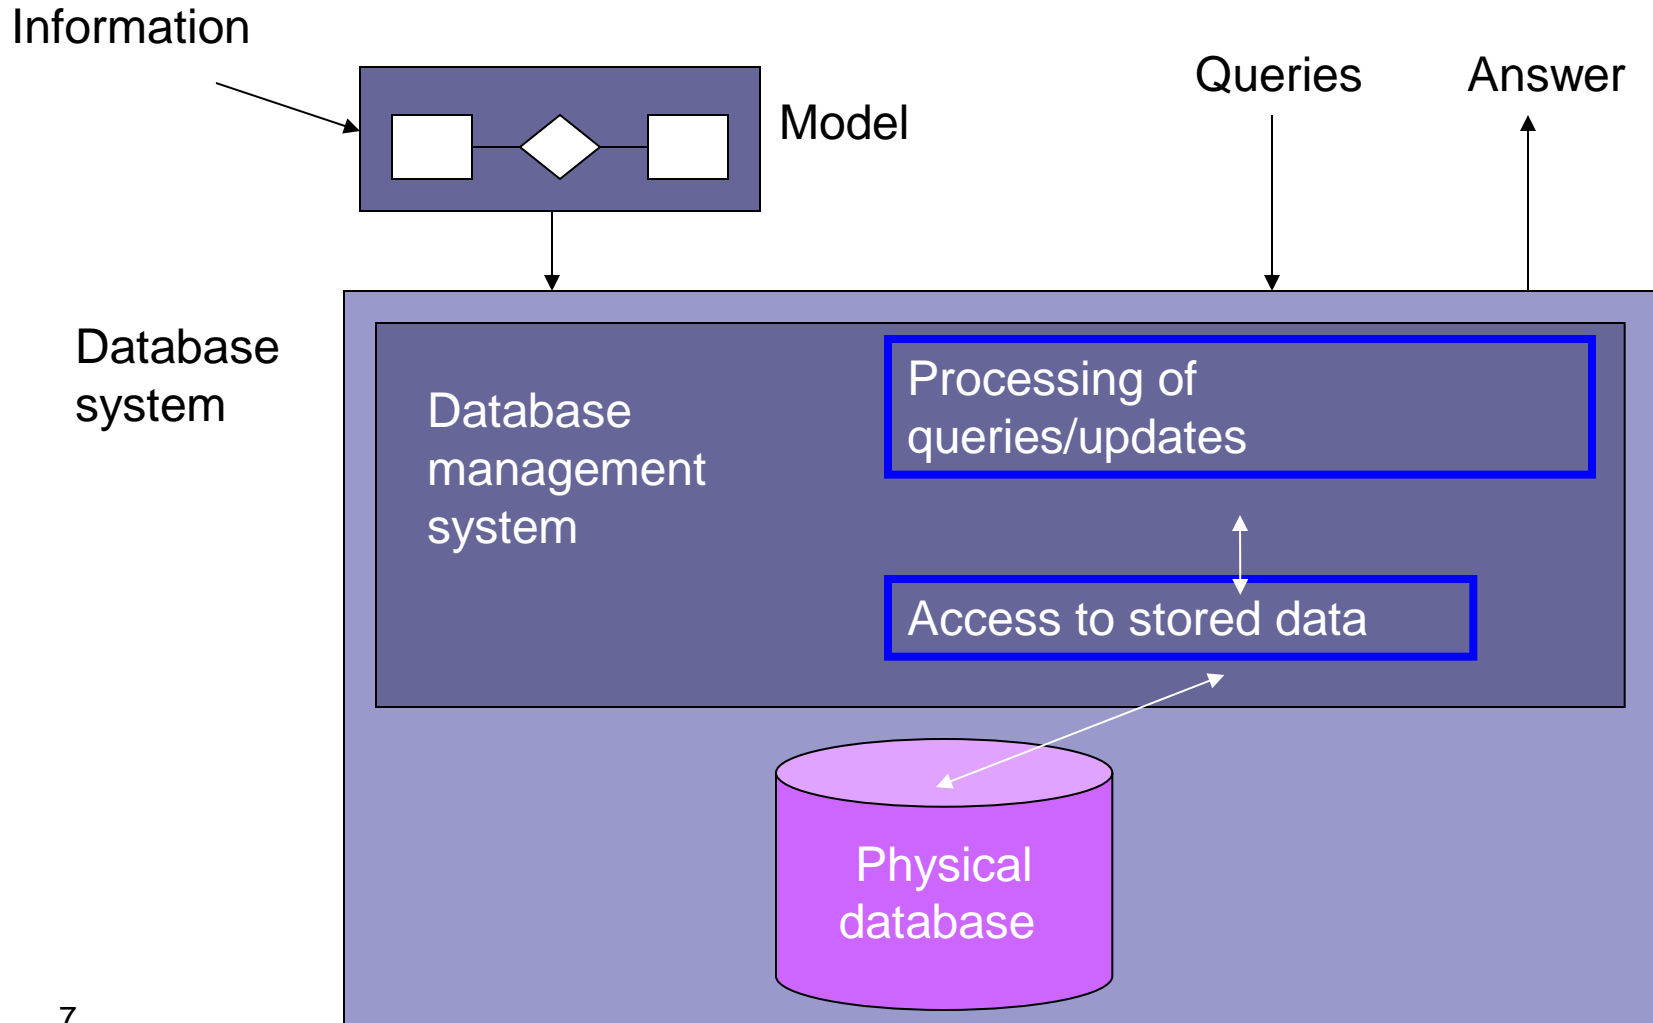 Information
Queries
Answer
Model
Database
system
Database
management
system
Processing of
queries/updates
Access to stored data
Physical
database
7